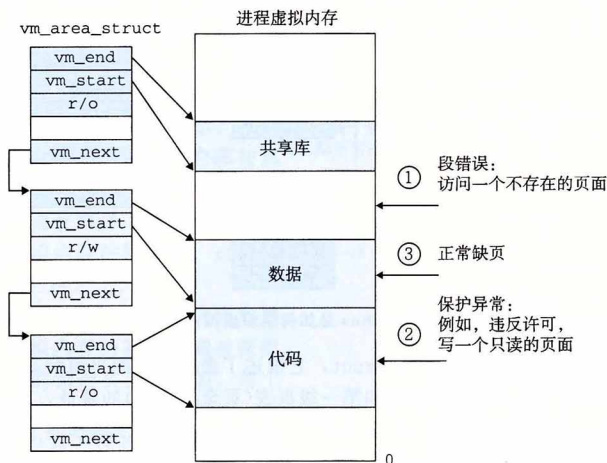 进程虚拟内存
vm_area_struct
vm_end
vm_start
r/o
vm_next
共享库
① 段错误：
访问一个不存在的页面
vm_end
vm_start
r/w
vm_next
数据
③ 正常缺页
保护异常：
② 例如，违反许可，
写一个只读的页面
vm_end
vm_start
r/o
vm_next
代码
0